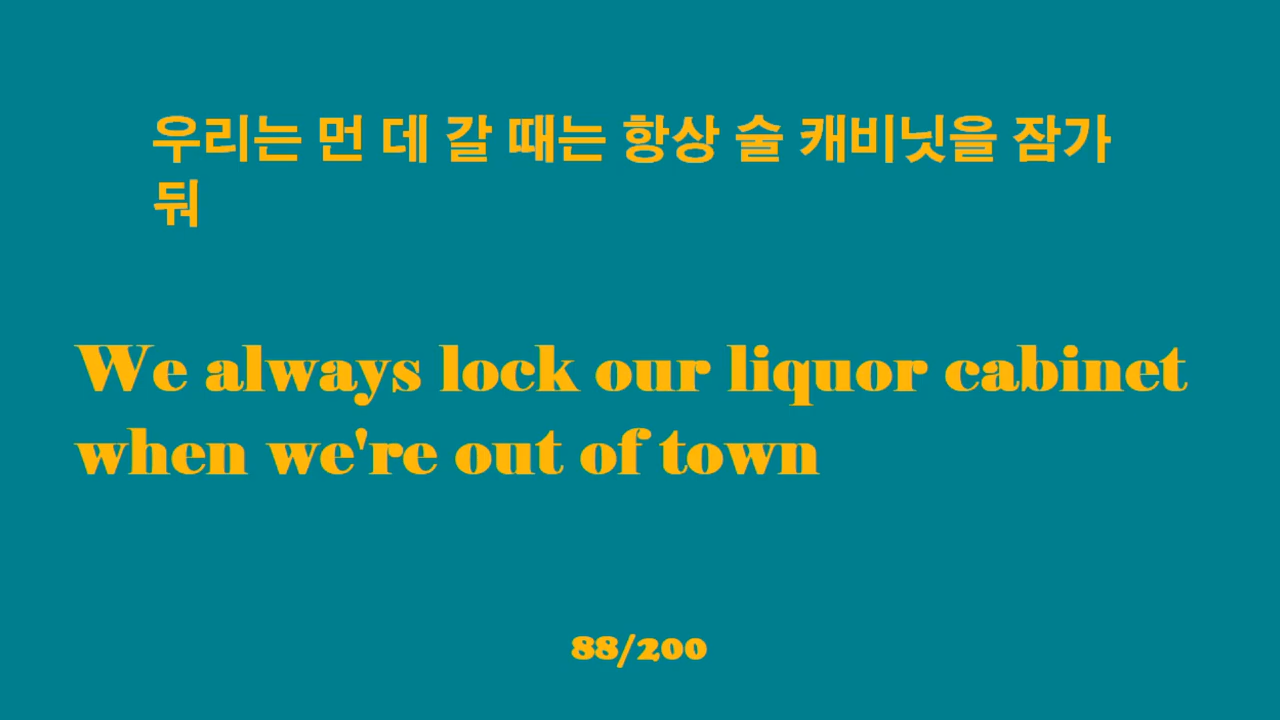 우리는 먼 데 갈 때는 항상 술 캐비닛을 잠가
둬
We always lock our liquor cabinet
when we're out of town
88/200